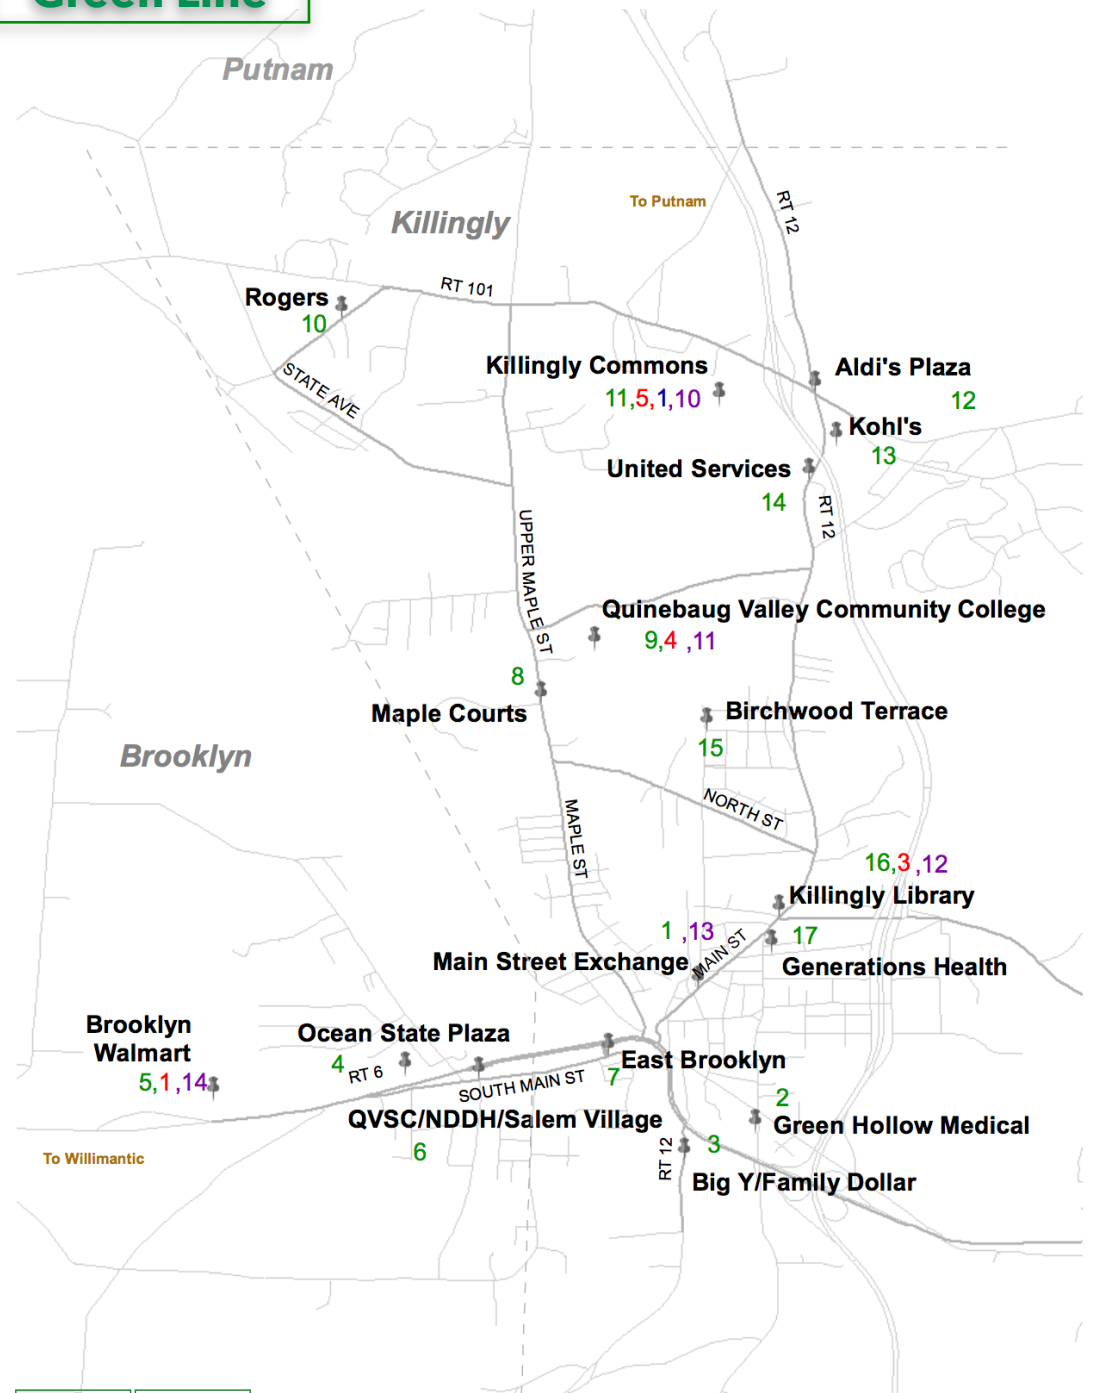 Green Line
Putnam
To Putnam
RT 12
Killingly
RT 101
Rogers
10
STATE AVE
Killingly Commons
11,5,1,10
Aldi's Plaza
12
Kohl's
13
United Services
14
RT 12
UPPER MAPLE ST
Quinebaug Valley Community College
9,4 ,11
8
Maple Courts
Birchwood Terrace
15
Brooklyn
NORTH ST
MAPLE ST
16,3 ,12
Killingly Library
1 ,13
MAIN ST
17
Main Street Exchange
Generations Health
Brooklyn
Walmart
5,1 ,14
Ocean State Plaza
4
RT 6
East Brooklyn
7
SOUTH MAIN ST
QVSC/NDDH/Salem Village
6
2
Green Hollow Medical
To Willimantic
RT 12
3
Big Y/Family Dollar